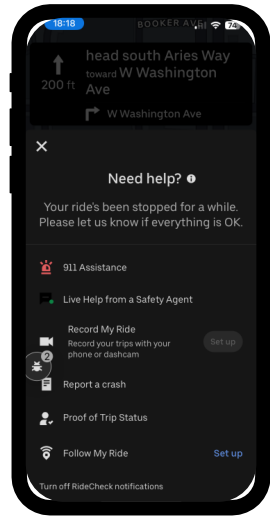 18:18
BOOKER AVE
74
head south Aries Way
toward W Washington
Ave
200 ft
W Washington Ave
Need help?
Your ride's been stopped for a while.
Please let us know if everything is OK.
911 Assistance
Live Help from a Safety Agent
Record My Ride
Record your trips with your
phone or dashcam
Set up
2
Report a crash
Proof of Trip Status
Follow My Ride
Set up
Turn off RideCheck notifications